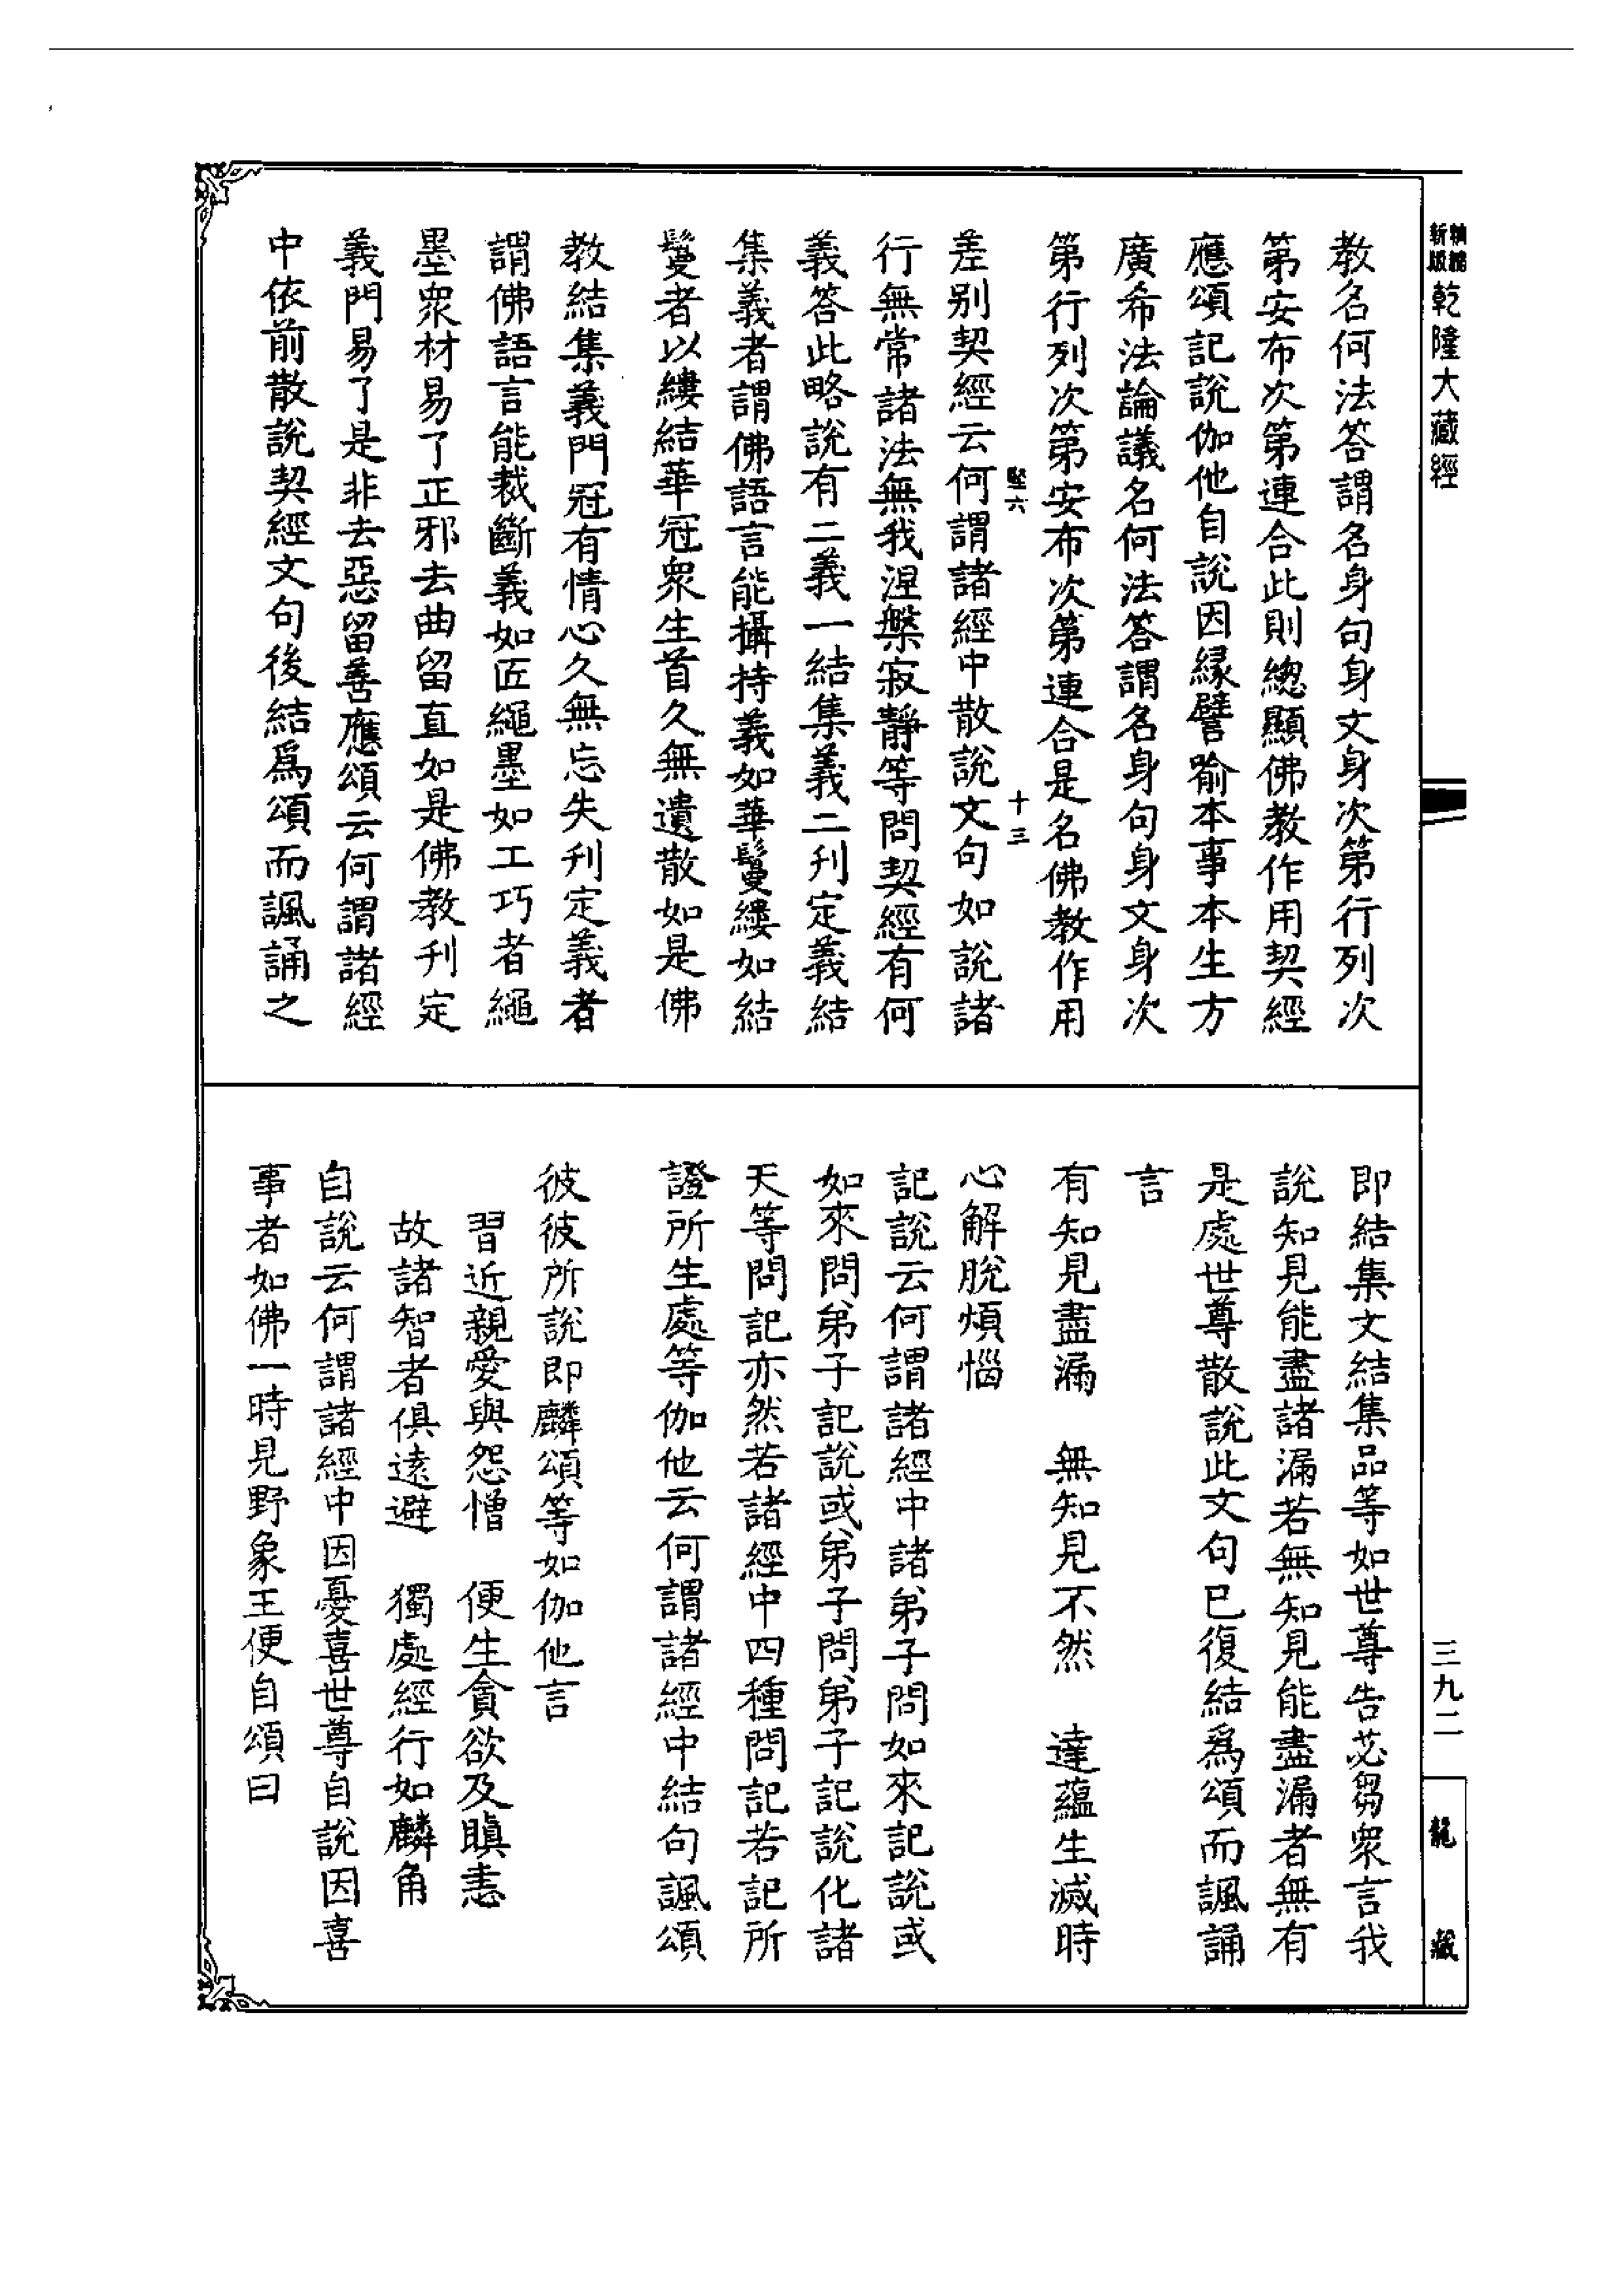 精縮新版乾隆大藏經
三九二
龍藏
教名何法答謂名身句身文身次第行列次
第安布次第連合此則總顯佛教作用契經
應頌記說伽他自說因緣譬喻本事本生方
廣希法論議名何法答謂名身句身文身次
第行列次第安布次第連合是名佛教作用
堅六 十三
差別契經云何謂諸經中散說文句如說諸
行無常諸法無我涅槃寂靜等問契經有何
義答此略說有二義一結集義二刋定義結
集義者謂佛語言能攝持義如華鬘縷如結
鬘者以縷結華冠衆生首久無遺散如是佛
教結集義門冠有情心久無忘失刋定義者
謂佛語言能裁斷義如匠繩墨如工巧者繩
墨衆材易了正邪去曲留直如是佛教刋定
義門易了是非去惡留善應頌云何謂諸經
中依前散說契經文句後結爲頌而諷誦之
即結集文結集品等如世尊告苾芻衆言我
說知見能盡諸漏若無知見能盡漏者無有
是處世尊散說此文句已復結爲頌而諷誦
言
有知見盡漏 無知見不然 達蘊生滅時
心解脫煩惱
記說云何謂諸經中諸弟子問如來記說或
如來問弟子記說或弟子問弟子記說化諸
天等問記亦然若諸經中四種問記若記所
證所生處等伽他云何謂諸經中結句諷頌
彼彼所說即麟頌等如伽他言
習近親愛與怨憎 便生貪欲及瞋恚
故諸智者俱遠避 獨處經行如麟角
自說云何謂諸經中因憂喜世尊自說因喜
事者如佛一時見野象王便自頌曰